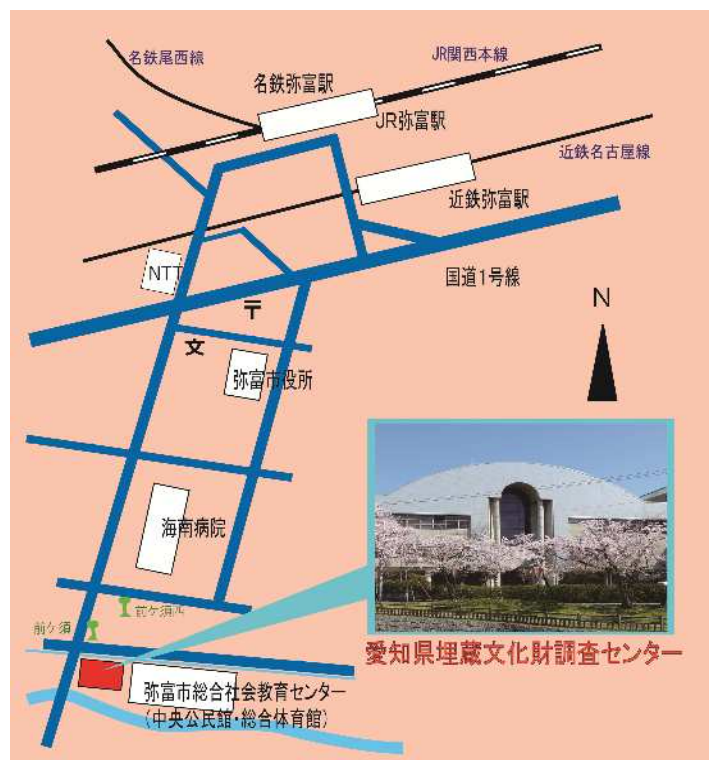 名鉄尾西線
JR関西本線
名鉄弥富駅
JR弥富駅
近鉄名古屋線
近鉄弥富駅
NTT
国道1号線
〒
N
文
弥富市役所
海南病院
前ケ須西
前ケ須
愛知県埋蔵文化財調査センター
弥富市総合社会教育センター
(中央公民館・総合体育館)